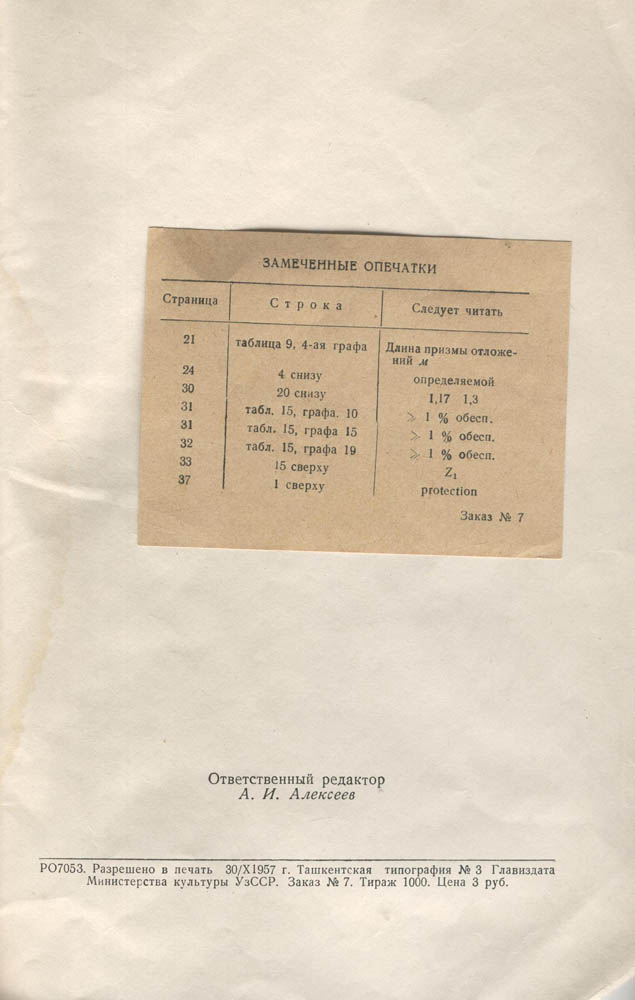 ЗАМЕЧЕННЫЕ ОПЕЧАТКИ
Страница Строка Следует читать
21 таблица 9, 4-ая графа Длина призмы отложе-
ний м
24 4 снизу определяемой
30 20 снизу 1,17 1,3
31 табл. 15, графа. 10 ⩾ 1 % обесп.
31 табл. 15, графа 15 ⩾ 1 % обесп.
32 табл. 15, графа 19 ⩾ 1 % обесп.
33 15 сверху Z₁
37 1 сверху protection
Заказ № 7
Ответственный редактор
А. И. Алексеев
РО7053. Разрешено в печать 30/X1957 г. Ташкентская типография № 3 Главиздата
Министерства культуры УзССР. Заказ № 7. Тираж 1000. Цена 3 руб.